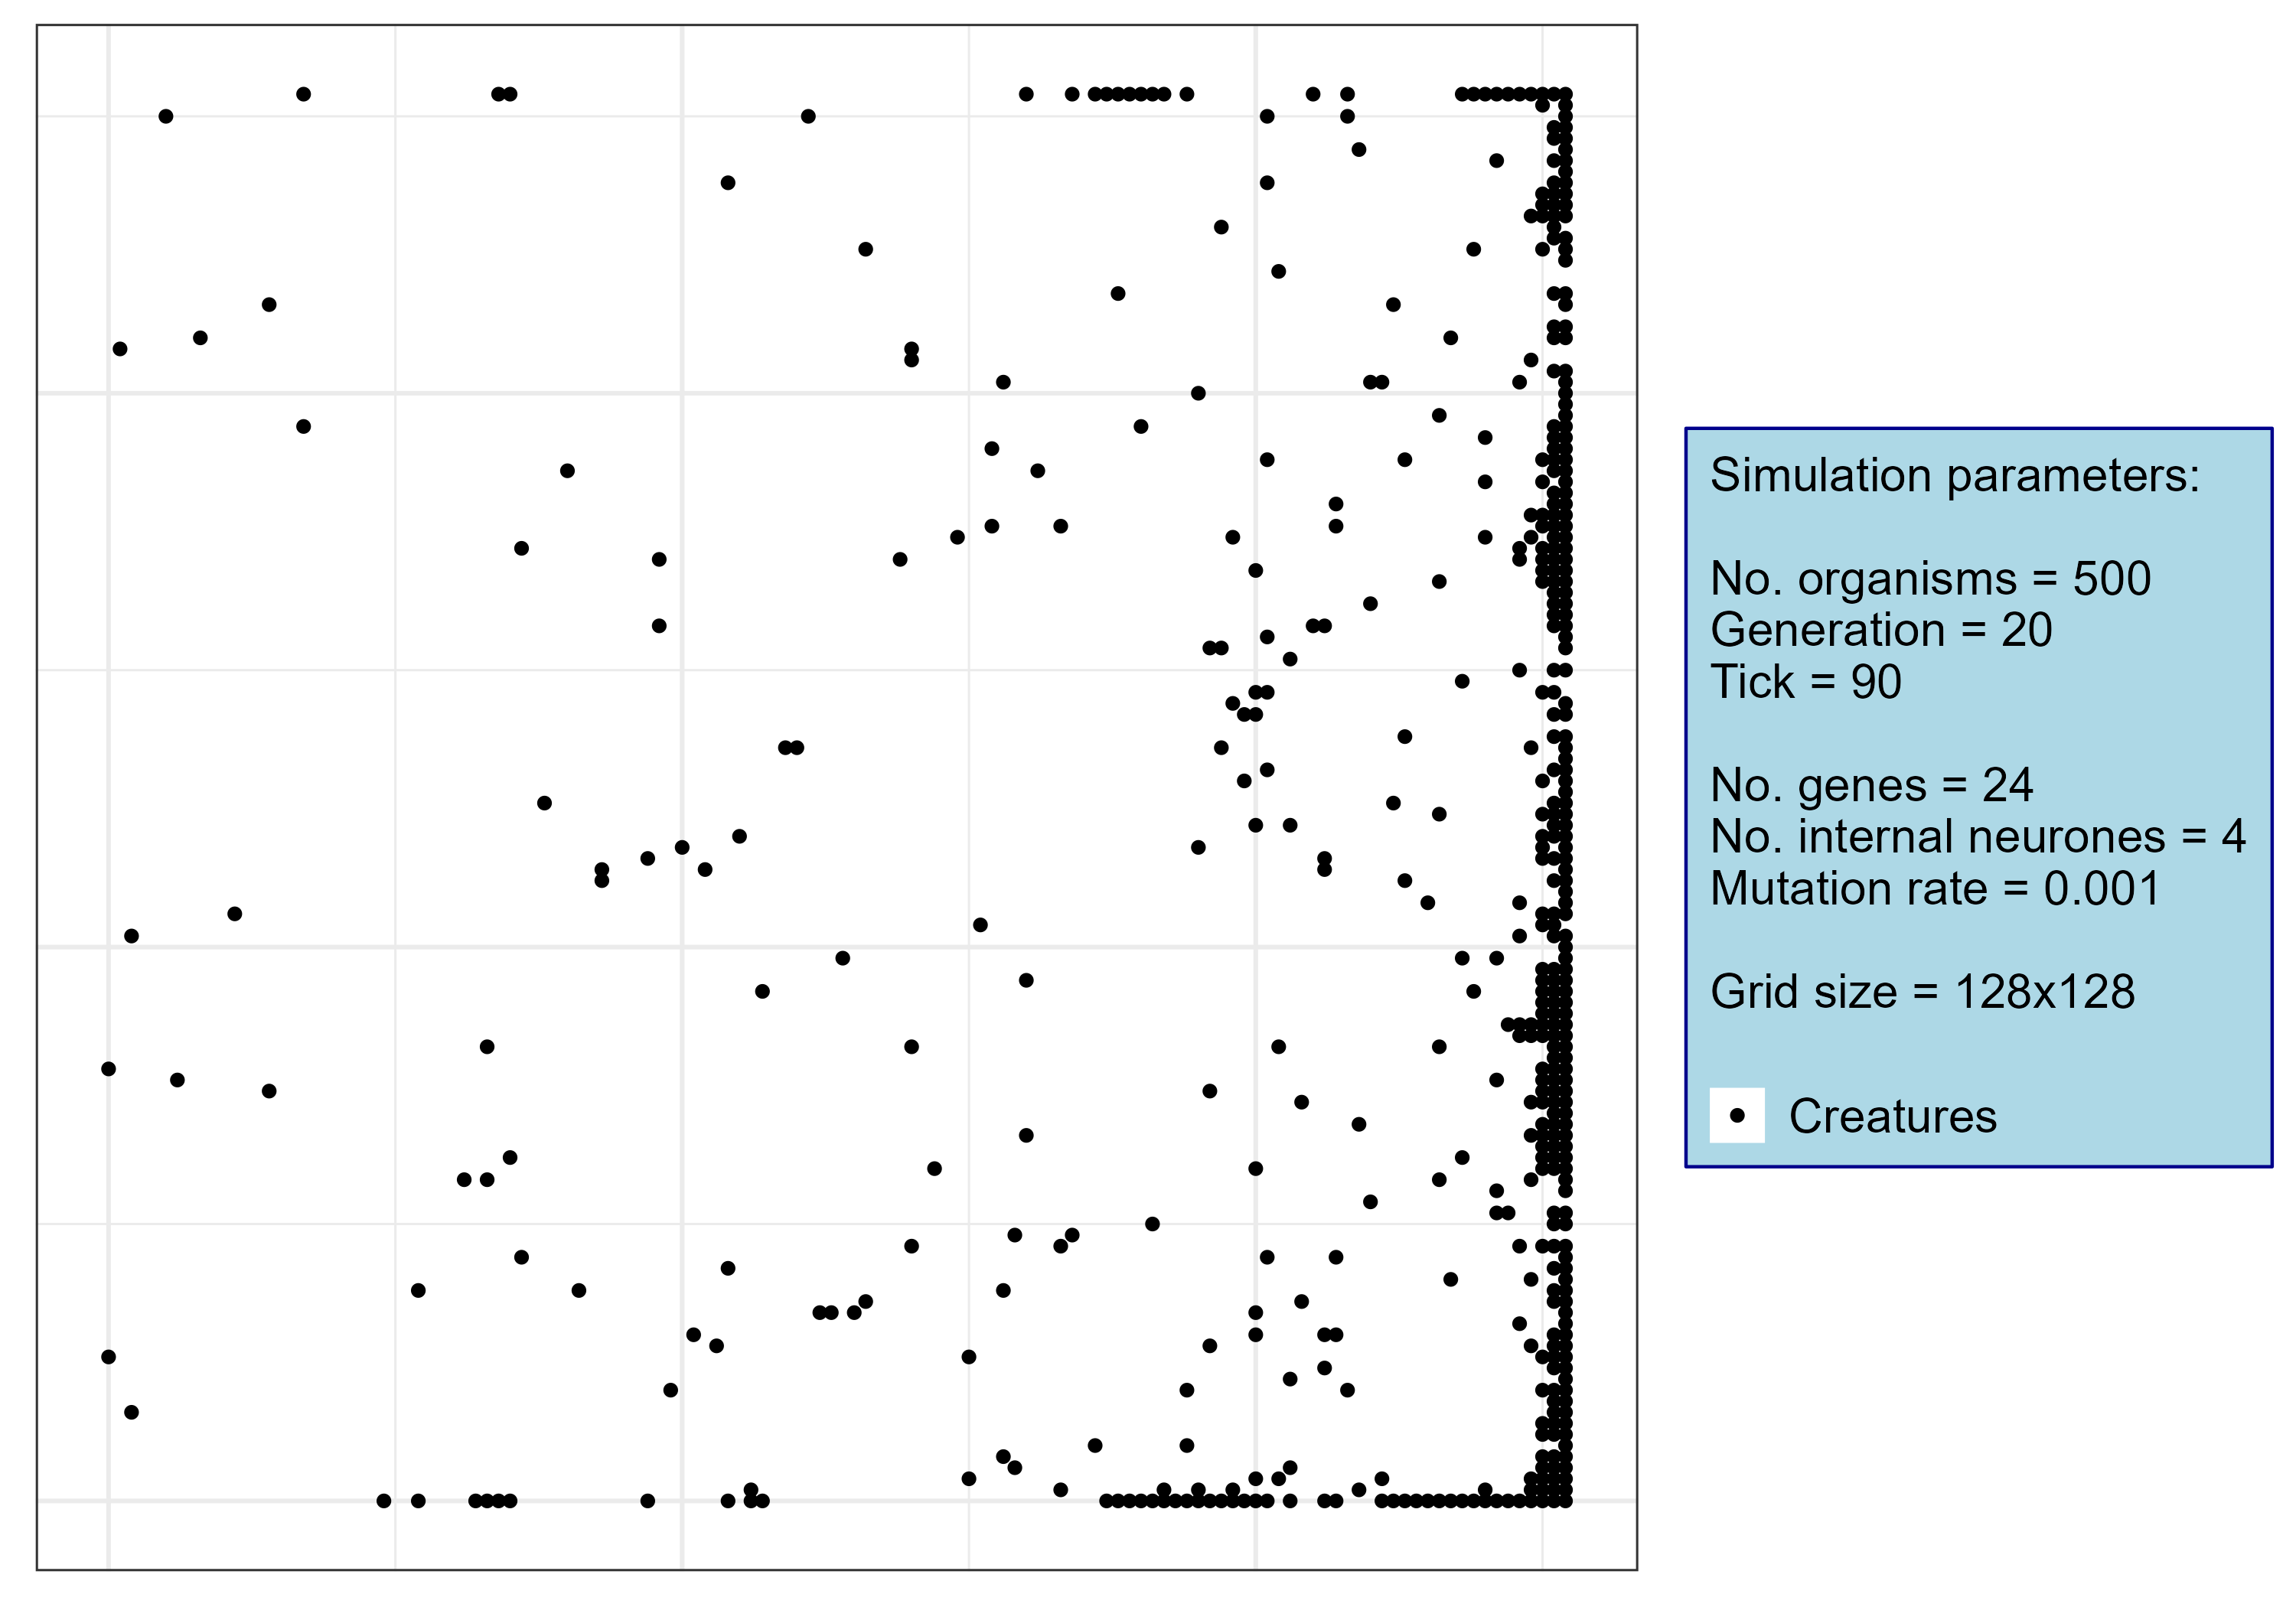 Simulation parameters:
No. organisms = 500
Generation = 20
Tick = 90
No. genes = 24
No. internal neurones = 4
Mutation rate = 0.001
Grid size = 128x128
Creatures